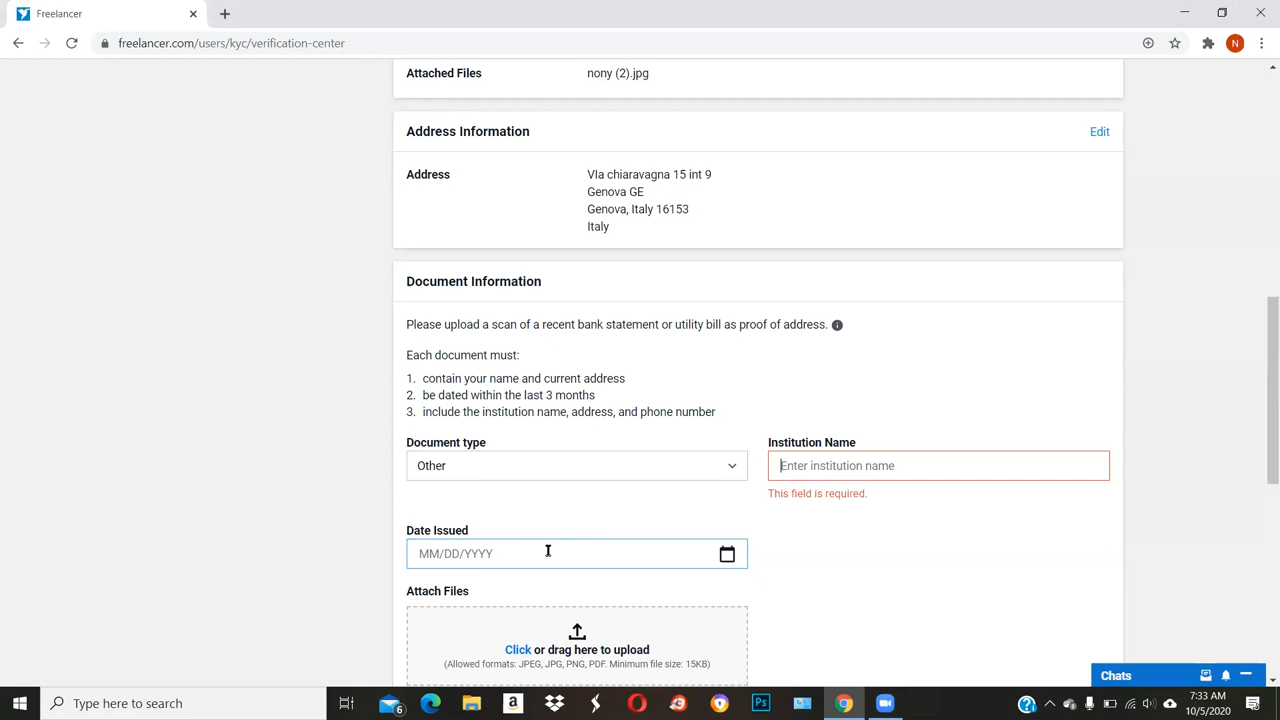 Freelancer
freelancer.com/users/kyc/verification-center
N
Attached Files
nony (2).jpg
Address Information
Edit
Address
VIa chiaravagna 15 int 9
Genova GE
Genova, Italy 16153
Italy
Document Information
Please upload a scan of a recent bank statement or utility bill as proof of address.
Each document must:
1. contain your name and current address
2. be dated within the last 3 months
3. include the institution name, address, and phone number
Document type
Institution Name
Other
Enter institution name
This field is required.
Date Issued
MM/DD/YYYY
Attach Files
Click or drag here to upload
(Allowed formats: JPEG, JPG, PNG, PDF. Minimum file size: 15KB)
Chats
Type here to search
6
a
Ps
7:33 AM
10/5/2020